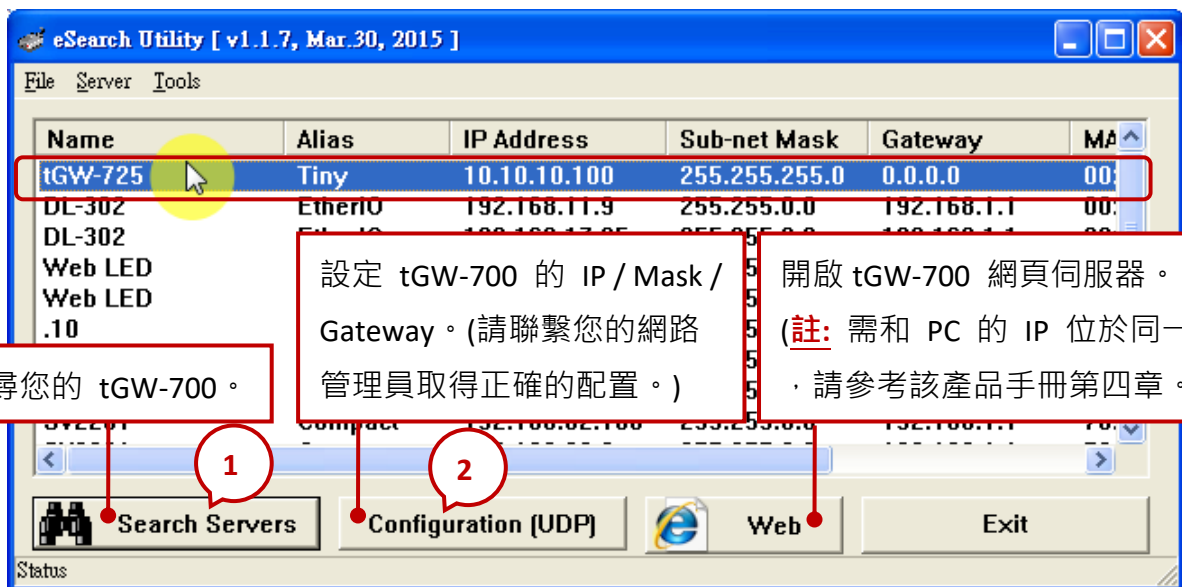 eSearch Utility [ v1.1.7, Mar.30, 2015 ]
File Server Tools
Name Alias IP Address Sub-net Mask Gateway
tGW-725 Tiny 10.10.10.100 255.255.255.0 0.0.0.0 00:
DL-302 EtherIO 192.168.11.9 255.255.0.0 192.168.1.1 00:
DL-302
Web LED
Web LED
.10
設定 tGW-700 的 IP / Mask /
Gateway。(請聯繫您的網路
管理員取得正確的配置。)
開啟 tGW-700 網頁伺服器。
(註: 需和 PC 的 IP 位於同一
，請參考該產品手冊第四章。
尋您的 tGW-700。
1
2
Search Servers Configuration (UDP) Web Exit
Status